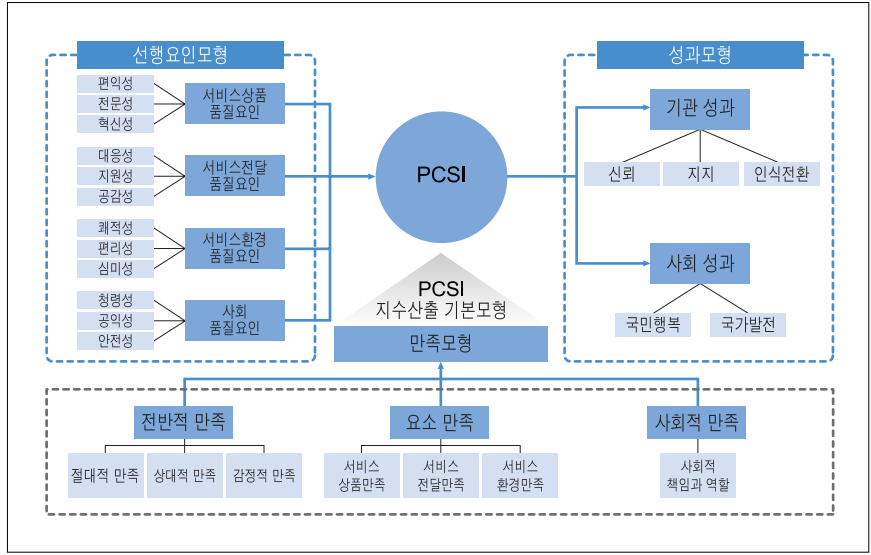 선행요인모형
편익성
전문성
혁신성
서비스상품
품질요인
대응성
지원성
공감성
서비스전달
품질요인
쾌적성
편리성
심미성
서비스환경
품질요인
청령성
공익성
안전성
사회
품질요인
PCSI
PCSI
지수산출 기본모형
만족모형
성과모형
기관 성과
신뢰
지지
인식전환
사회 성과
국민행복
국가발전
전반적 만족
절대적 만족
상대적 만족
감정적 만족
요소 만족
서비스
상품만족
서비스
전달만족
서비스
환경만족
사회적 만족
사회적
책임과 역할